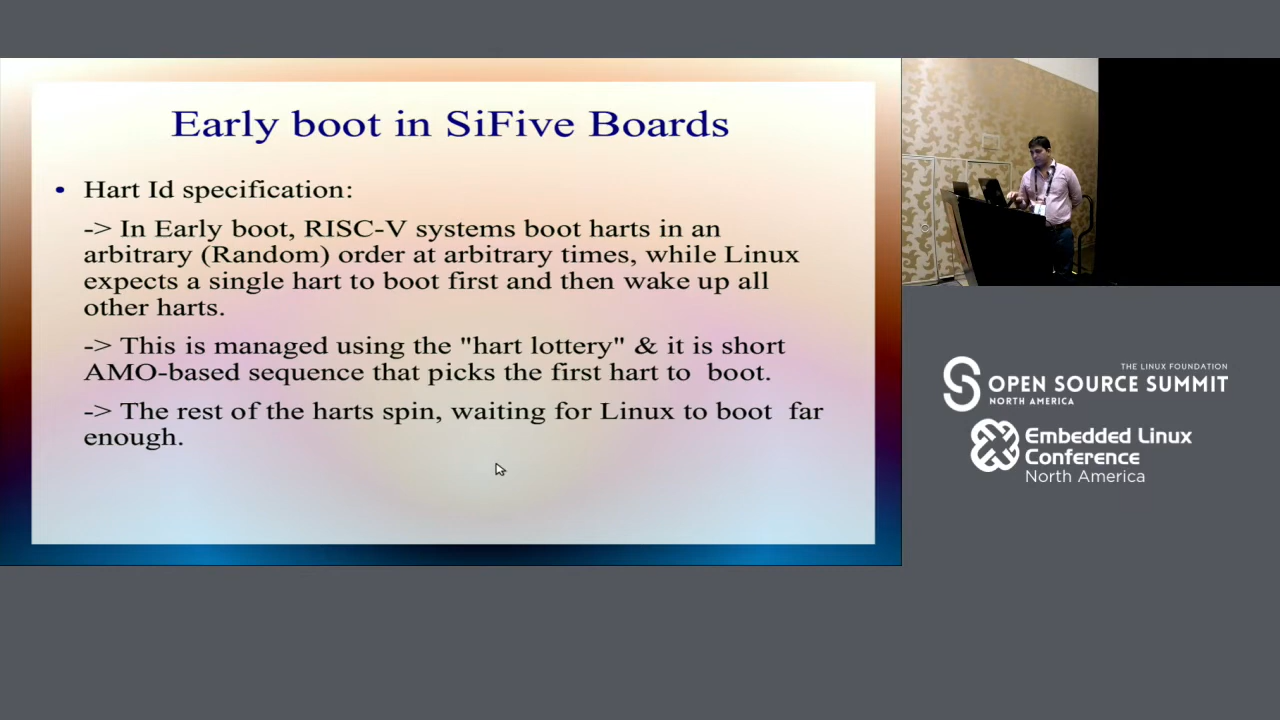 Early boot in SiFive Boards
• Hart Id specification:
-> In Early boot, RISC-V systems boot harts in an
arbitrary (Random) order at arbitrary times, while Linux
expects a single hart to boot first and then wake up all
other harts.
-> This is managed using the "hart lottery" & it is short
AMO-based sequence that picks the first hart to boot.
-> The rest of the harts spin, waiting for Linux to boot far
enough.
THE LINUX FOUNDATION
OPEN SOURCE SUMMIT
NORTH AMERICA
Embedded Linux
Conference
North America